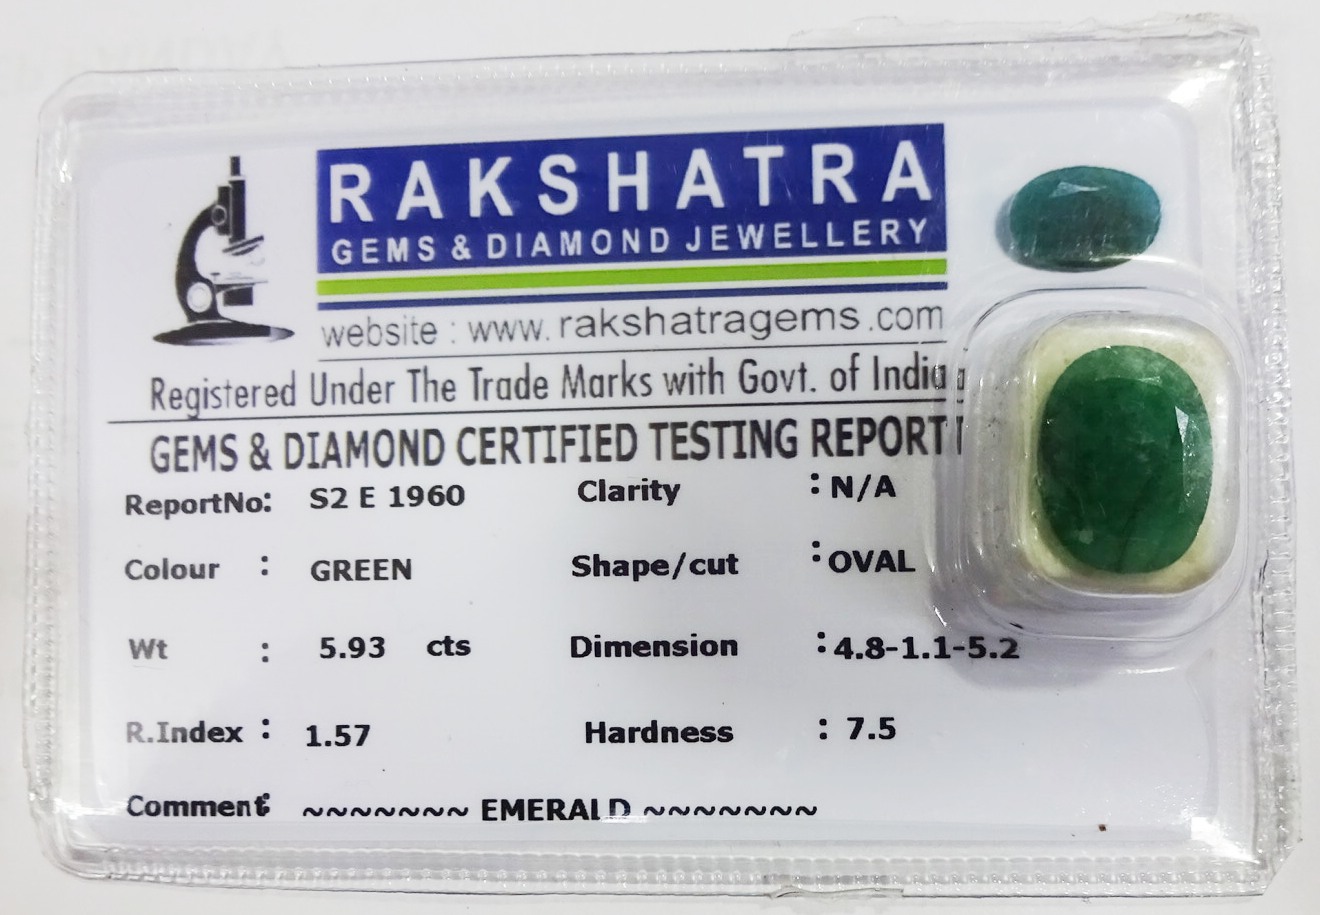 RAKSHATRA
GEMS & DIAMOND JEWELLERY
website : www. rakshatragems .com
Registered Under The Trade Marks with Govt. of India
GEMS & DIAMOND CERTIFIED TESTING REPORT
ReportNo: S2 E 1960 Clarity : N/A
Colour : GREEN Shape/cut : OVAL
Wt : 5.93 cts Dimension : 4.8-1.1-5.2
R.Index : 1.57 Hardness : 7.5
Comment: ~~~~~~~ EMERALD ~~~~~~~